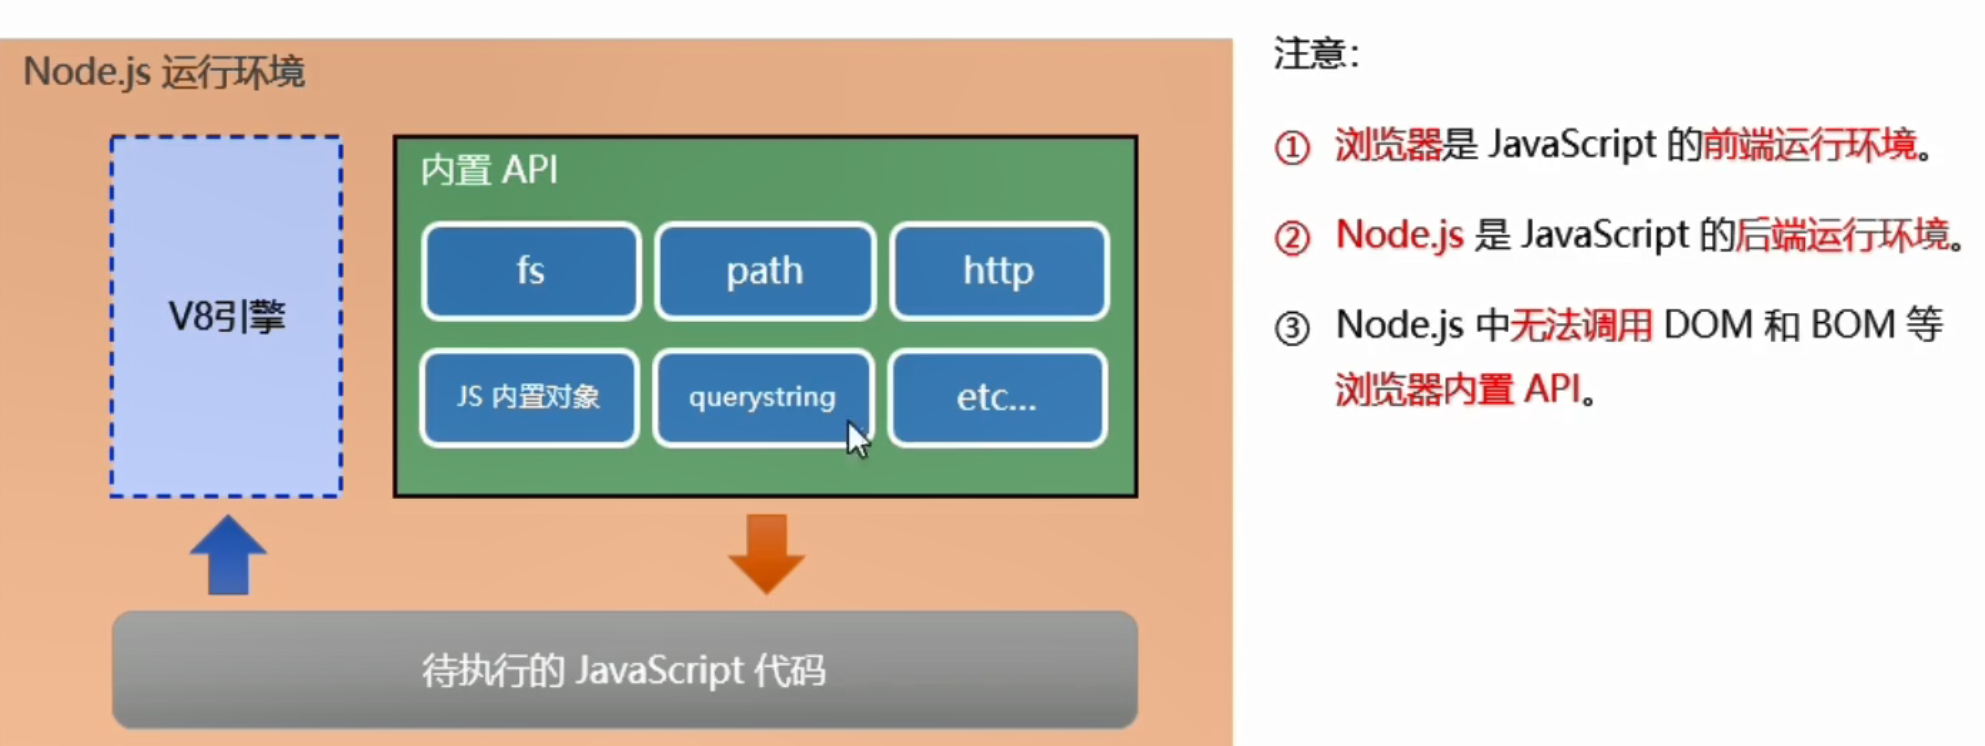 Node.js 运行环境
V8引擎
内置 API
fs
path
http
JS 内置对象
querystring
etc...
待执行的 JavaScript 代码
注意：
① 浏览器是 JavaScript 的前端运行环境。
② Node.js 是 JavaScript 的后端运行环境。
③ Node.js 中无法调用 DOM 和 BOM 等
浏览器内置 API。